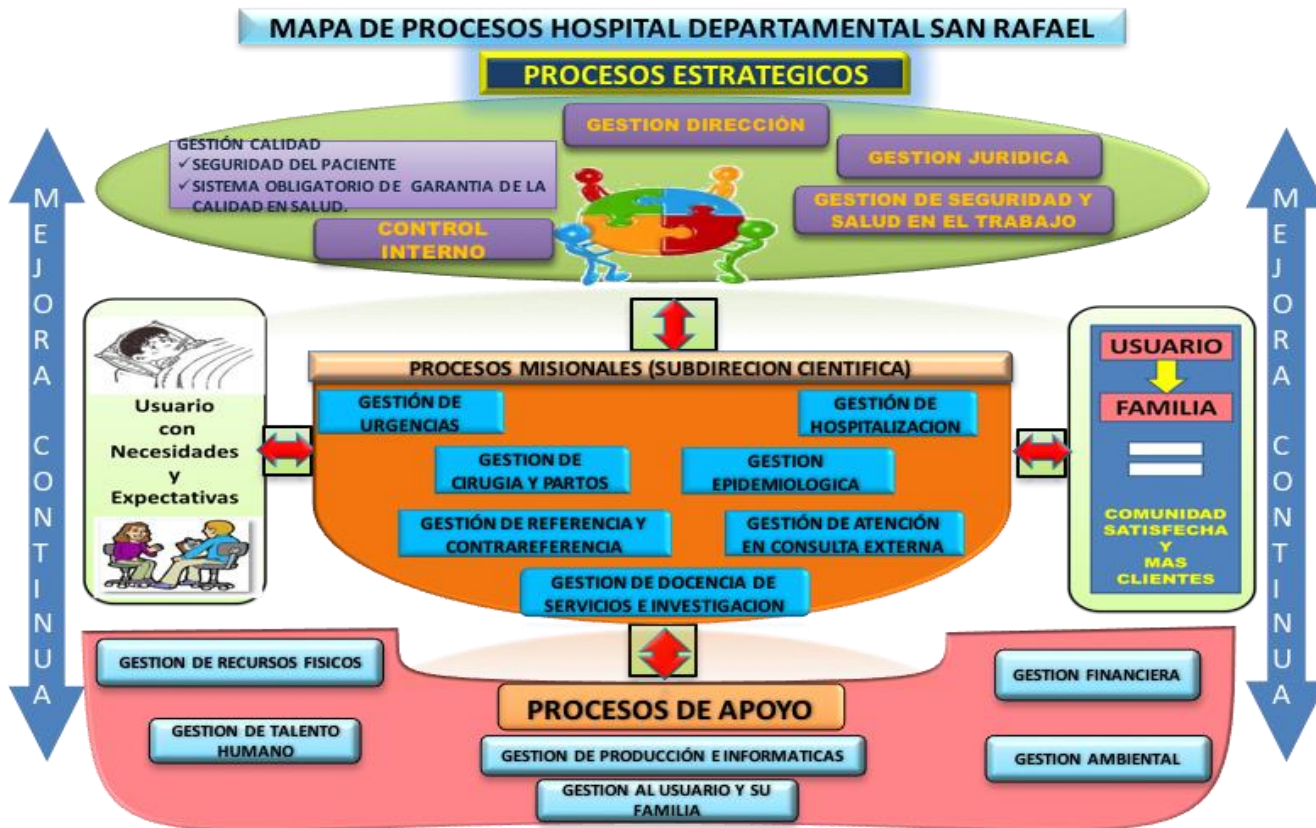 MAPA DE PROCESOS HOSPITAL DEPARTAMENTAL SAN RAFAEL
PROCESOS ESTRATEGICOS
GESTION DIRECCIÓN
GESTIÓN CALIDAD
✓SEGURIDAD DEL PACIENTE
✓SISTEMA OBLIGATORIO DE GARANTIA DE LA
CALIDAD EN SALUD.
GESTION JURIDICA
GESTION DE SEGURIDAD Y
SALUD EN EL TRABAJO
CONTROL
INTERNO
MEJORA CONTINUA
Usuario
con
Necesidades
y
Expectativas
PROCESOS MISIONALES (SUBDIRECION CIENTIFICA)
GESTIÓN DE
URGENCIAS
GESTIÓN DE
HOSPITALIZACION
GESTION DE
CIRUGIA Y PARTOS
GESTION
EPIDEMIOLOGICA
GESTIÓN DE REFERENCIA Y
CONTRAREFERENCIA
GESTIÓN DE ATENCIÓN
EN CONSULTA EXTERNA
GESTION DE DOCENCIA DE
SERVICIOS E INVESTIGACION
USUARIO
FAMILIA
COMUNIDAD
SATISFECHA
Y
MAS
CLIENTES
MEJORA CONTINUA
GESTION DE RECURSOS FISICOS
GESTION DE TALENTO
HUMANO
PROCESOS DE APOYO
GESTION DE PRODUCCIÓN E INFORMATICAS
GESTION AL USUARIO Y SU
FAMILIA
GESTION FINANCIERA
GESTION AMBIENTAL